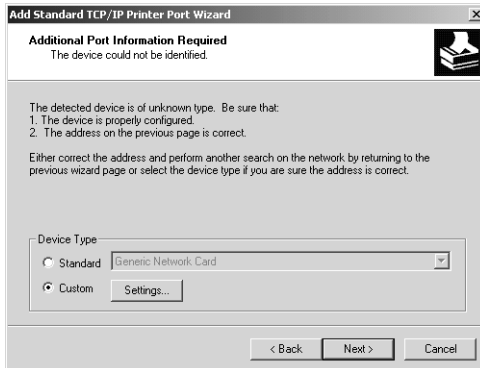 Add Standard TCP/IP Printer Port Wizard
Additional Port Information Required
The device could not be identified.
The detected device is of unknown type.  Be sure that:
1. The device is properly configured.
2.  The address on the previous page is correct.
Either correct the address and perform another search on the network by returning to the
previous wizard page or select the device type if you are sure the address is correct.
Device Type
Standard
Generic Network Card
Custom
Settings...
< Back
Next >
Cancel